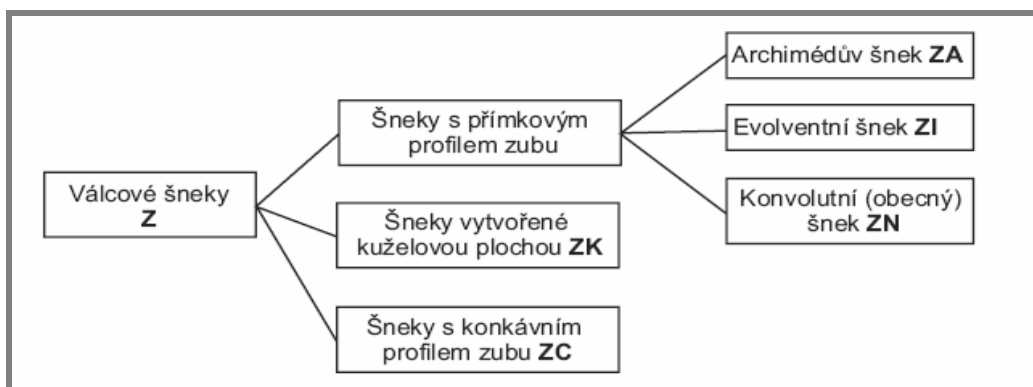 Válcové šneky
Z
Šneky s přímkovým
profilem zubu
Šneky vytvořené
kuželovou plochou ZK
Šneky s konkávním
profilem zubu ZC
Archimédův šnek ZA
Evolventní šnek ZI
Konvolutní (obecný)
šnek ZN